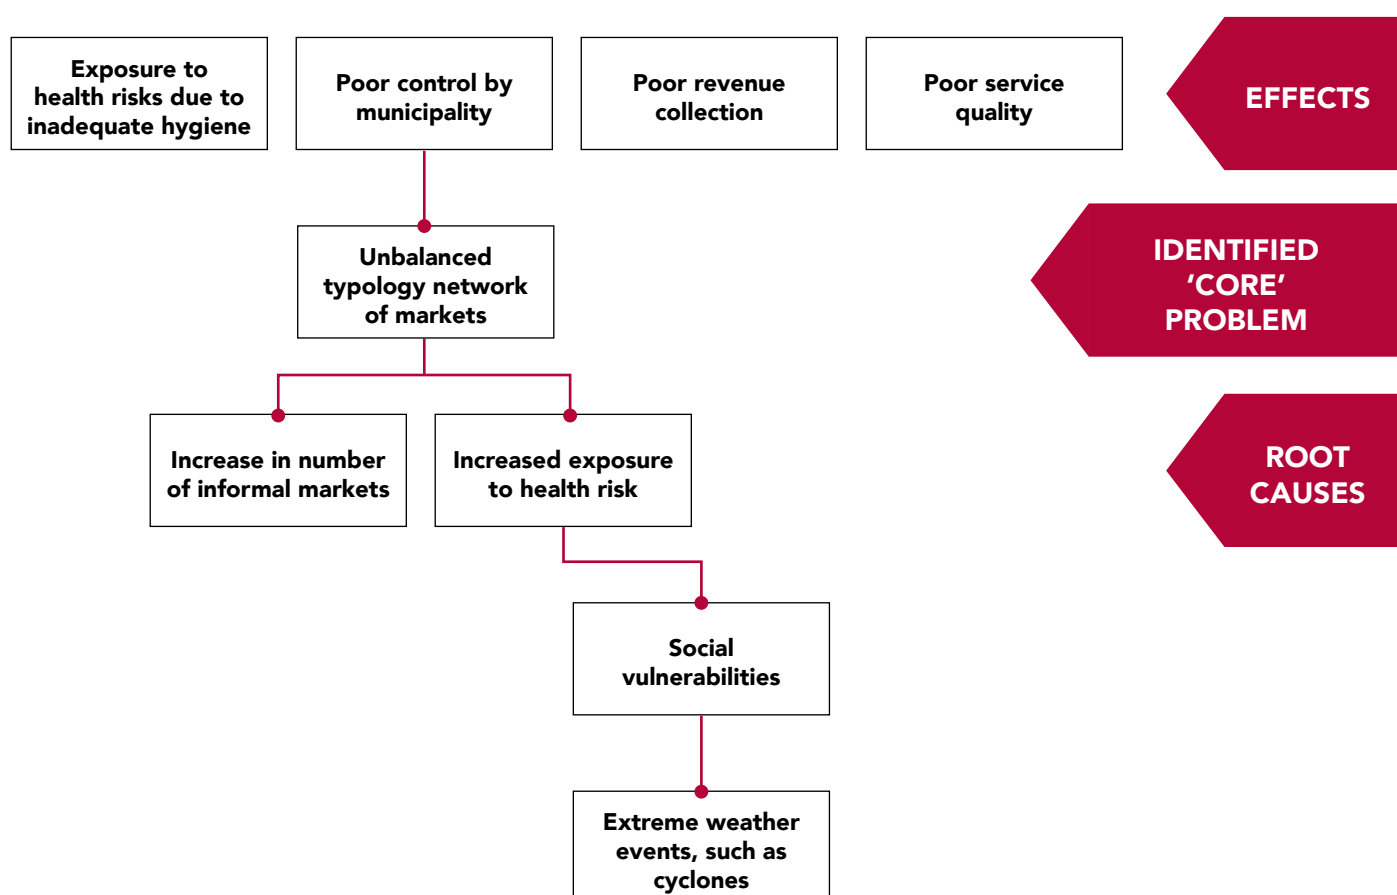 Exposure to
health risks due to
inadequate hygiene
Poor control by
municipality
Poor revenue
collection
Poor service
quality
EFFECTS
Unbalanced
typology network
of markets
IDENTIFIED
‘CORE’
PROBLEM
Increase in number
of informal markets
Increased exposure
to health risk
ROOT
CAUSES
Social
vulnerabilities
Extreme weather
events, such as
cyclones